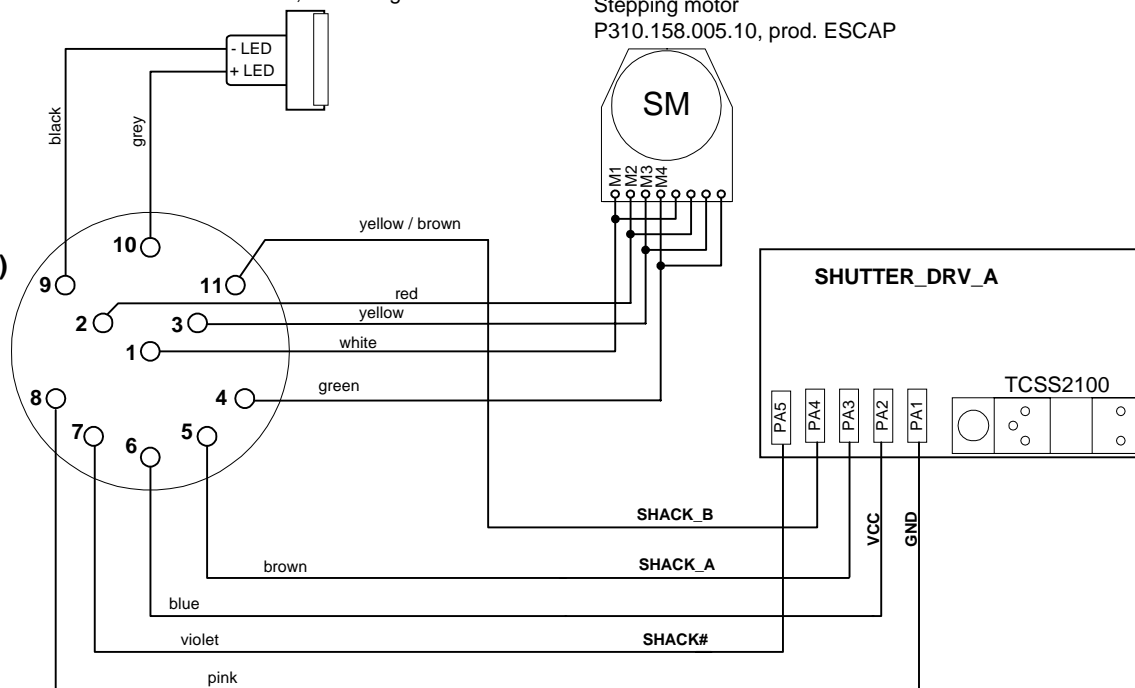 Stepping motor
P310.158.005.10, prod. ESCAP
- LED
+ LED
SM
black
grey
M1
M2
M3
M4
yellow / brown
10
)
9
11
SHUTTER_DRV_A
red
2
3
yellow
1
white
TCSS2100
8
4
green
PA5
PA4
PA3
PA2
PA1
7
6
5
SHACK_B
VCC
GND
brown
SHACK_A
blue
violet
SHACK#
pink